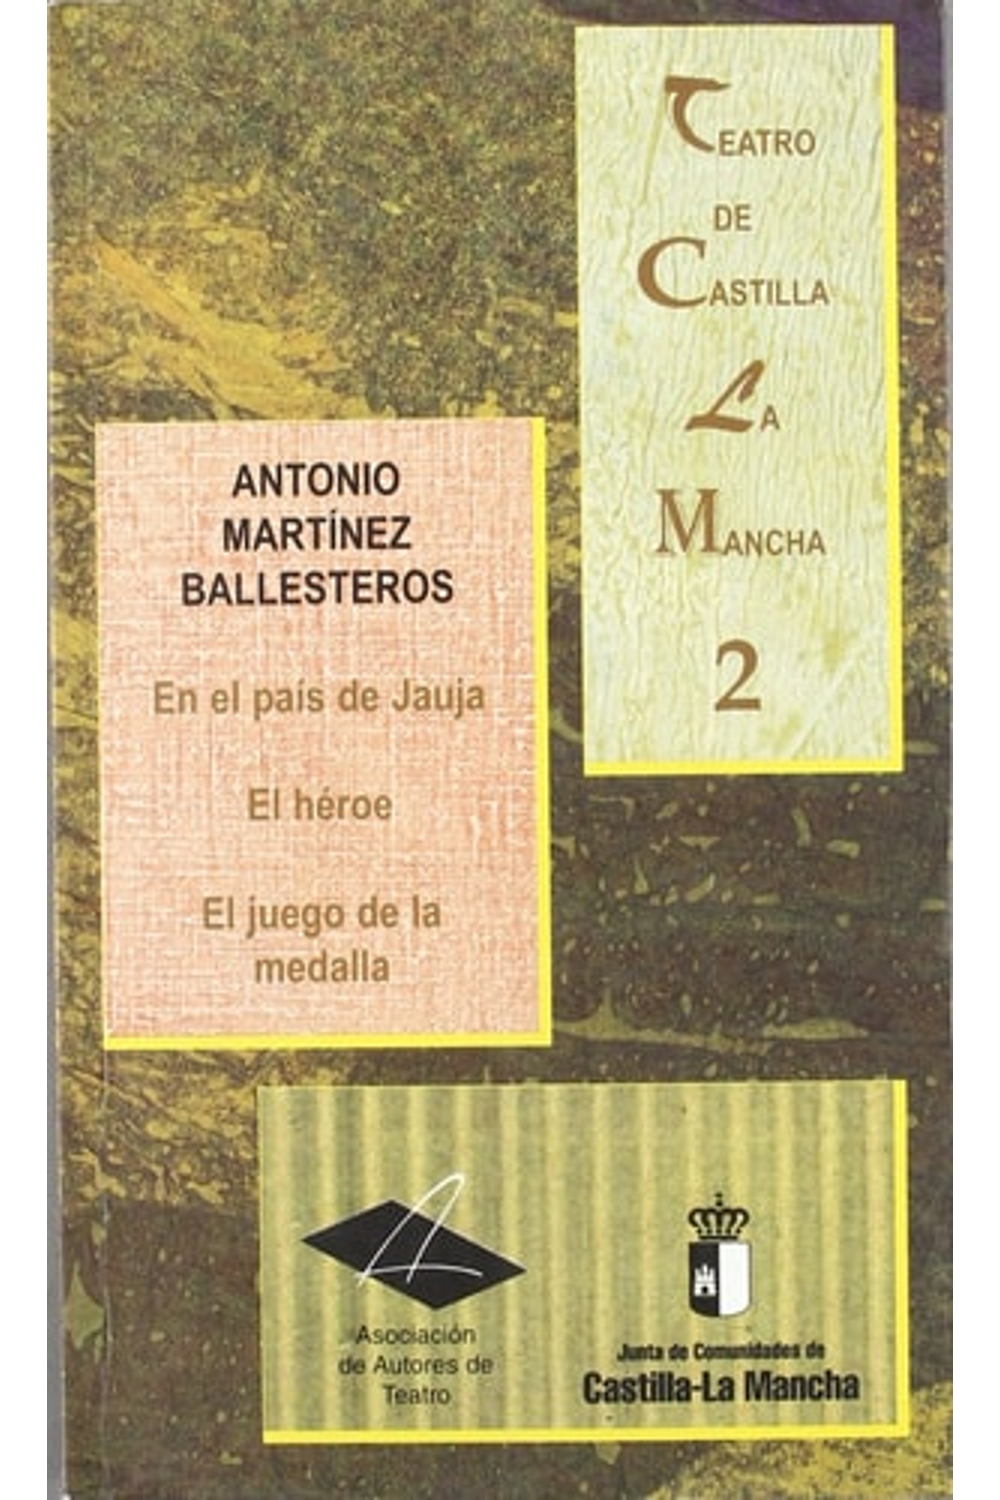 TEATRO
DE
CASTILLA
LA
MANCHA
2
ANTONIO
MARTÍNEZ
BALLESTEROS
En el país de Jauja
El héroe
El juego de la
medalla
Asociación
de Autores de
Teatro
Junta de Comunidades de
Castilla-La Mancha